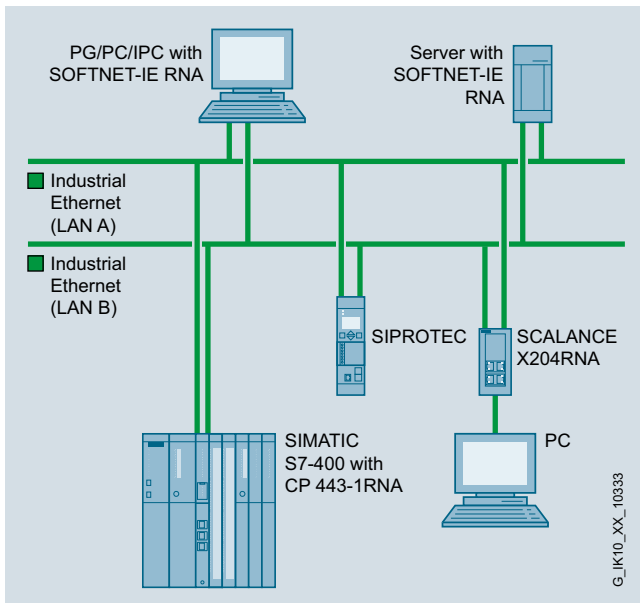 PG/PC/IPC with
SOFTNET-IE RNA
Server with
SOFTNET-IE
RNA
Industrial
Ethernet
(LAN A)
Industrial
Ethernet
(LAN B)
SIPROTEC
SCALANCE
X204RNA
SIMATIC
S7-400 with
CP 443-1RNA
PC
G_IK10_XX_10333